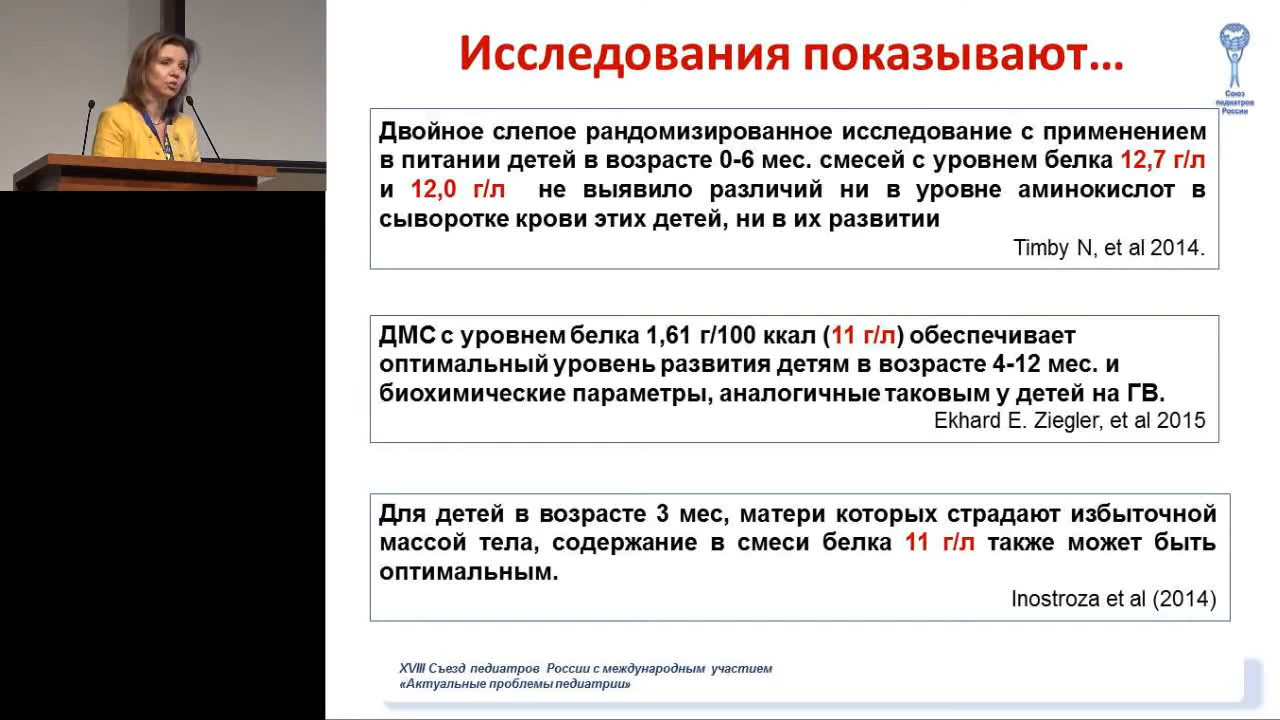 Исследования показывают...
Союз
педиатров
России
Двойное слепое рандомизированное исследование с применением
в питании детей в возрасте 0-6 мес. смесей с уровнем белка 12,7 г/л
и 12,0 г/л не выявило различий ни в уровне аминокислот в
сыворотке крови этих детей, ни в их развитии
Timby N, et al 2014.
ДМС с уровнем белка 1,61 г/100 ккал (11 г/л) обеспечивает
оптимальный уровень развития детям в возрасте 4-12 мес. и
биохимические параметры, аналогичные таковым у детей на ГВ.
Ekhard E. Ziegler, et al 2015
Для детей в возрасте 3 мес, матери которых страдают избыточной
массой тела, содержание в смеси белка 11 г/л также может быть
оптимальным.
Inostroza et al (2014)
XVIII Съезд педиатров России с международным участием
«Актуальные проблемы педиатрии»